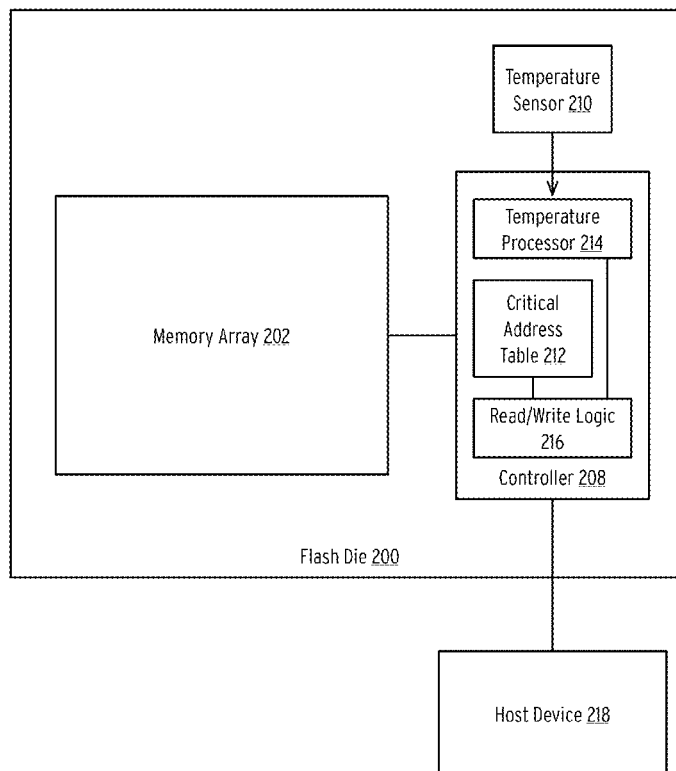 Temperature
Sensor 210
Temperature
Processor 214
Critical
Address
Table 212
Memory Array 202
Read/Write Logic
216
Controller 208
Flash Die 200
Host Device 218